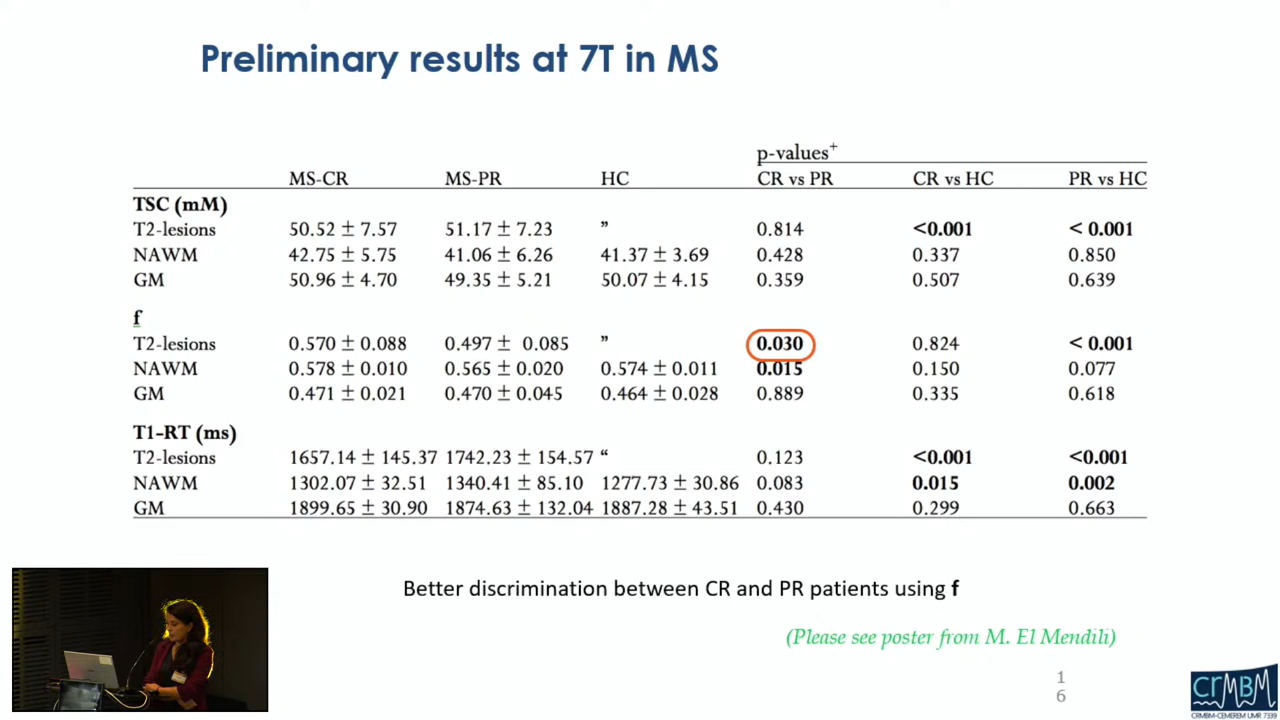 Preliminary results at 7T in MS
p-values+
MS-CR MS-PR HC CR vs PR CR vs HC PR vs HC
TSC (mM)
T2-lesions 50.52 ± 7.57 51.17 ± 7.23 ” 0.814 <0.001 < 0.001
NAWM 42.75 ± 5.75 41.06 ± 6.26 41.37 ± 3.69 0.428 0.337 0.850
GM 50.96 ± 4.70 49.35 ± 5.21 50.07 ± 4.15 0.359 0.507 0.639
f
T2-lesions 0.570 ± 0.088 0.497 ± 0.085 ” 0.030 0.824 < 0.001
NAWM 0.578 ± 0.010 0.565 ± 0.020 0.574 ± 0.011 0.015 0.150 0.077
GM 0.471 ± 0.021 0.470 ± 0.045 0.464 ± 0.028 0.889 0.335 0.618
T1-RT (ms)
T2-lesions 1657.14 ± 145.37 1742.23 ± 154.57 “ 0.123 <0.001 <0.001
NAWM 1302.07 ± 32.51 1340.41 ± 85.10 1277.73 ± 30.86 0.083 0.015 0.002
GM 1899.65 ± 30.90 1874.63 ± 132.04 1887.28 ± 43.51 0.430 0.299 0.663
Better discrimination between CR and PR patients using f
(Please see poster from M. El Mendili)
1
6
CRMBM
CRMBM-CEMEREM UMR 7339